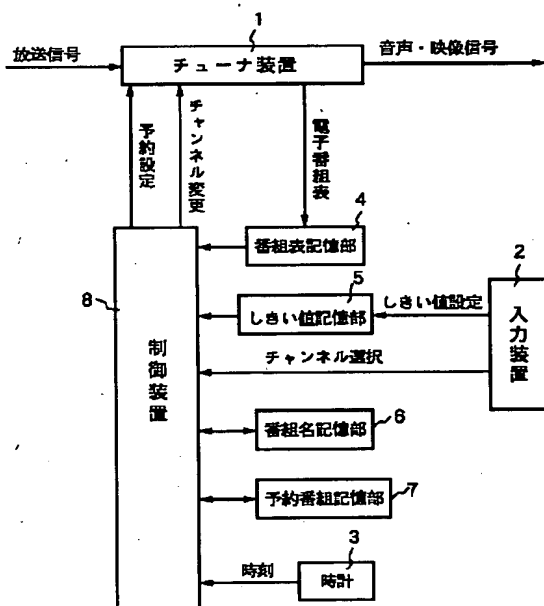 1
放送信号
チューナ装置
音声・映像信号
予約設定
チャンネル変更
電子番組表
4
番組表記憶部
2
入力装置
5
しきい値記憶部
しきい値設定
8
制御装置
チャンネル選択
番組名記憶部
6
予約番組記憶部
7
3
時刻
時計